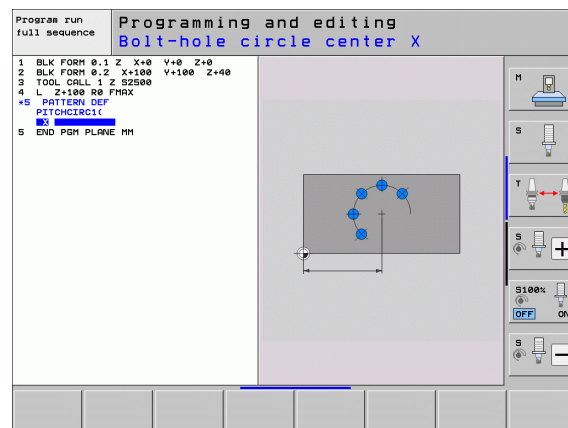 Program run
full sequence
Programming and editing
Bolt-hole circle center X
1 BLK FORM 0.1 Z X+0 Y+0 Z+0
2 BLK FORM 0.2 X+100 Y+100 Z+40
3 TOOL CALL 1 Z S2500
4 L Z+100 R0 FMAX
*5 PATTERN DEF
PITCHCIRC1(
X
5 END PGM PLANE MM
M
S
T
S
S100%
OFF ON
S